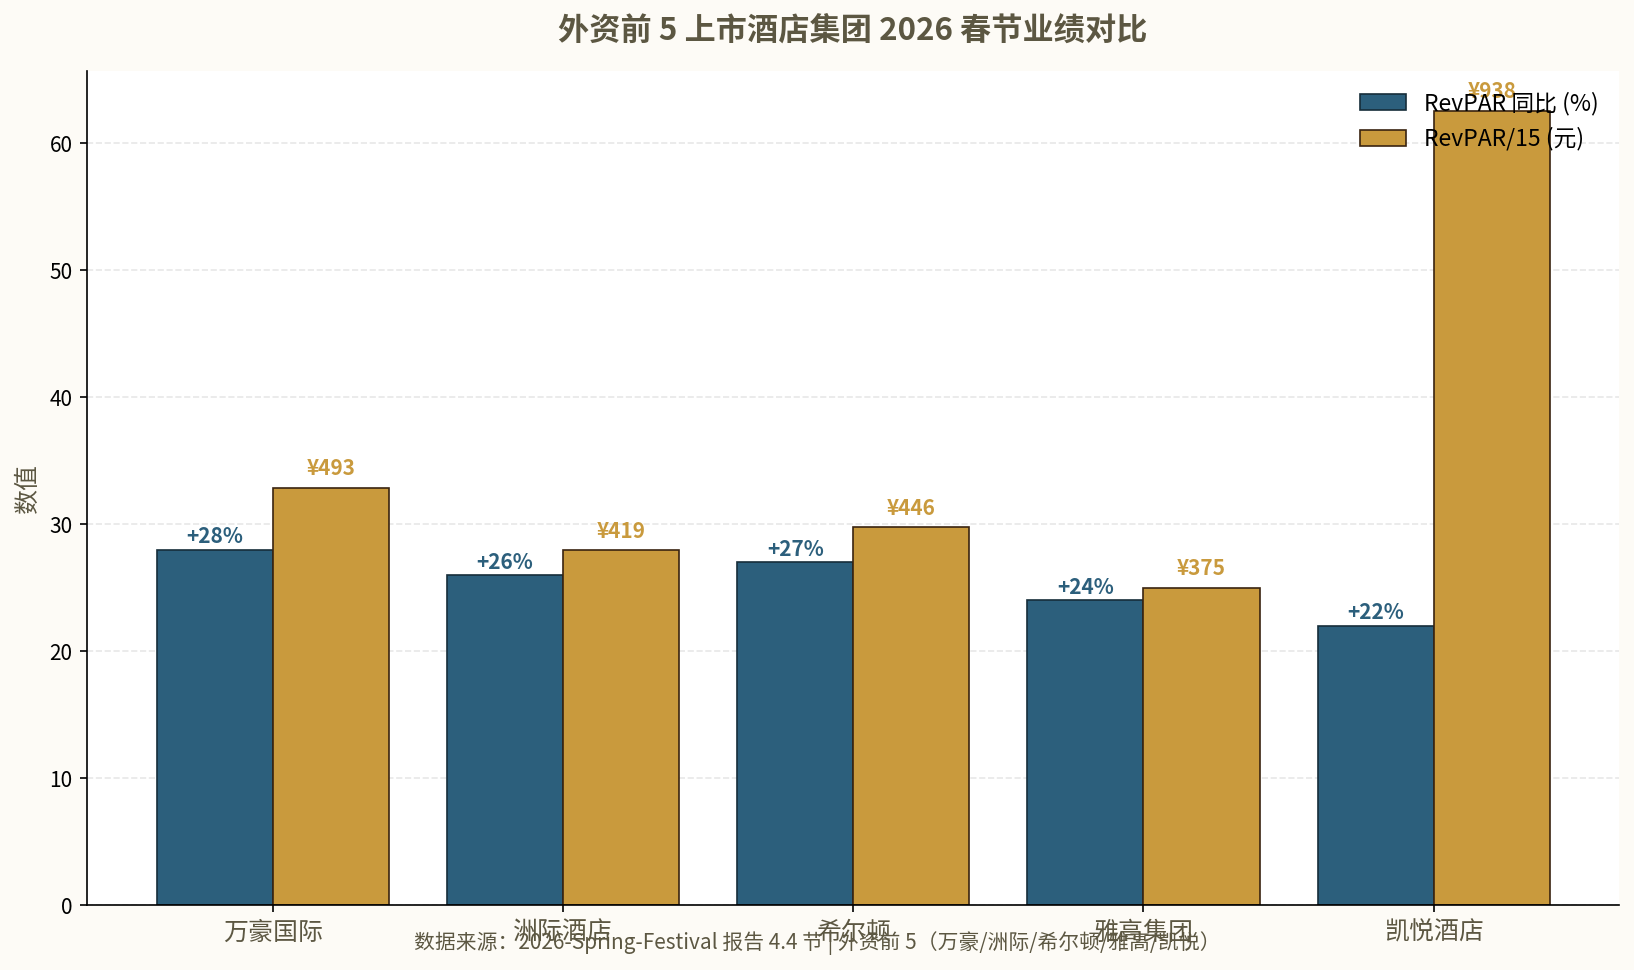 外资前 5 上市酒店集团 2026 春节业绩对比
RevPAR 同比 (%)
RevPAR/15 (元)
数值
60
50
40
30
20
10
0
+28%
¥493
+26%
¥419
+27%
¥446
+24%
¥375
+22%
¥938
万豪国际
洲际酒店
希尔顿
雅高集团
凯悦酒店
数据来源：2026-Spring-Festival 报告 4.4 节 | 外资前 5（万豪/洲际/希尔顿/雅高/凯悦）